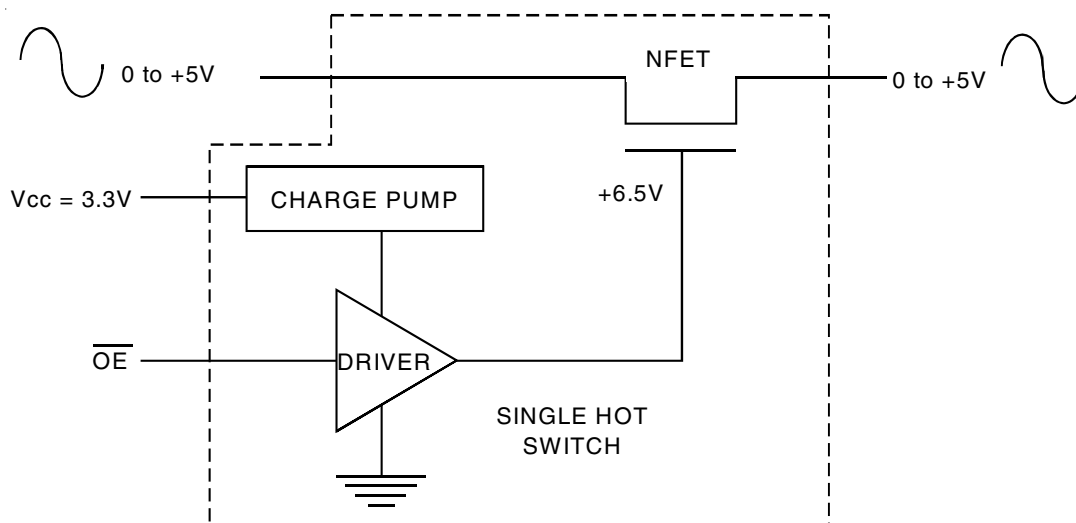 NFET
0 to +5V
0 to +5V
Vcc = 3.3V
CHARGE PUMP
+6.5V
OE
DRIVER
SINGLE HOT
SWITCH